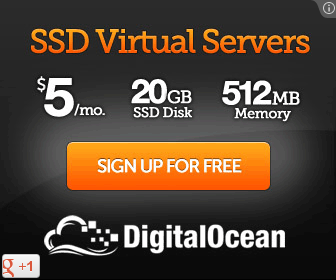 SSD Virtual Servers
$5/mo. 20GB 512MB
SSD Disk Memory
SIGN UP FOR FREE
DigitalOcean
g +1